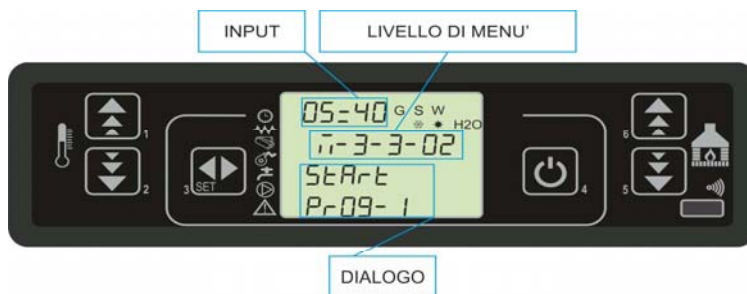 INPUT
LIVELLO DI MENU'
05:40 G S W
H2O
1
6
n-3-3-02
StArt
2
3 SET
4
5
Pr09-1
DIALOGO